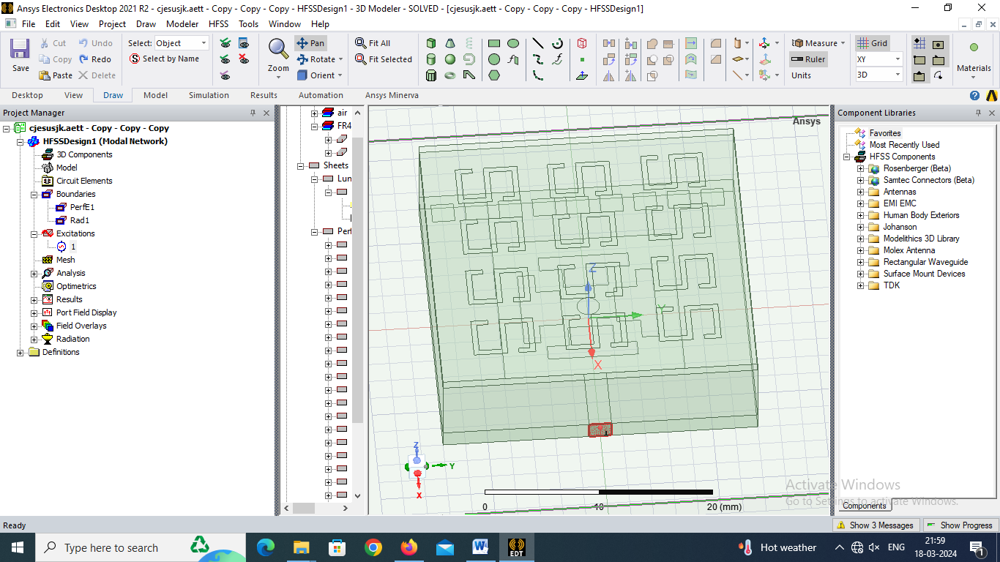 Ansys Electronics Desktop 2021 R2 - cjesusjk.aett - Copy - Copy - Copy - HFSSDesign1 - 3D Modeler - SOLVED - [cjesusjk.aett - Copy - Copy - Copy - HFSSDesign1]
File Edit View Project Draw Modeler HFSS Tools Window Help
Save
Cut
Copy
Paste
Undo
Redo
Delete
Select: Object
Select by Name
Zoom
Pan
Rotate
Orient
Fit All
Fit Selected
Measure
Ruler
Units
Grid
XY
3D
Materials
Desktop View Draw Model Simulation Results Automation Ansys Minerva
Project Manager
cjesusjk.aett - Copy - Copy - Copy
HFSSDesign1 (Modal Network)
3D Components
Model
Circuit Elements
Boundaries
PerfE1
Rad1
Excitations
1
Mesh
Analysis
Optimetrics
Results
Port Field Display
Field Overlays
Radiation
Definitions
air
FR4
Sheets
Lun
Perf
Ansys
Z
Y
X
1
Z
Y
X
0 10 20 (mm)
Component Libraries
Favorites
Most Recently Used
HFSS Components
Rosenberger (Beta)
Samtec Connectors (Beta)
Antennas
EMI EMC
Human Body Exteriors
Johanson
Modelithics 3D Library
Molex Antenna
Rectangular Waveguide
Surface Mount Devices
TDK
Activate Windows
Go to Settings to activate Windows.
Components
Ready
Show 3 Messages
Show Progress
Type here to search
EDT
Hot weather
ENG
21:59
18-03-2024
1